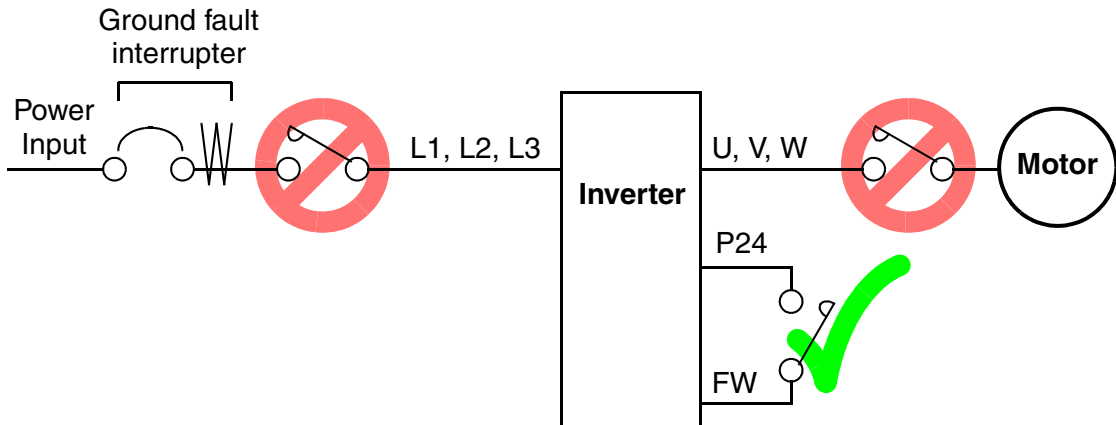 Ground fault
interrupter
Power
Input
L1, L2, L3
Inverter
U, V, W
Motor
P24
FW